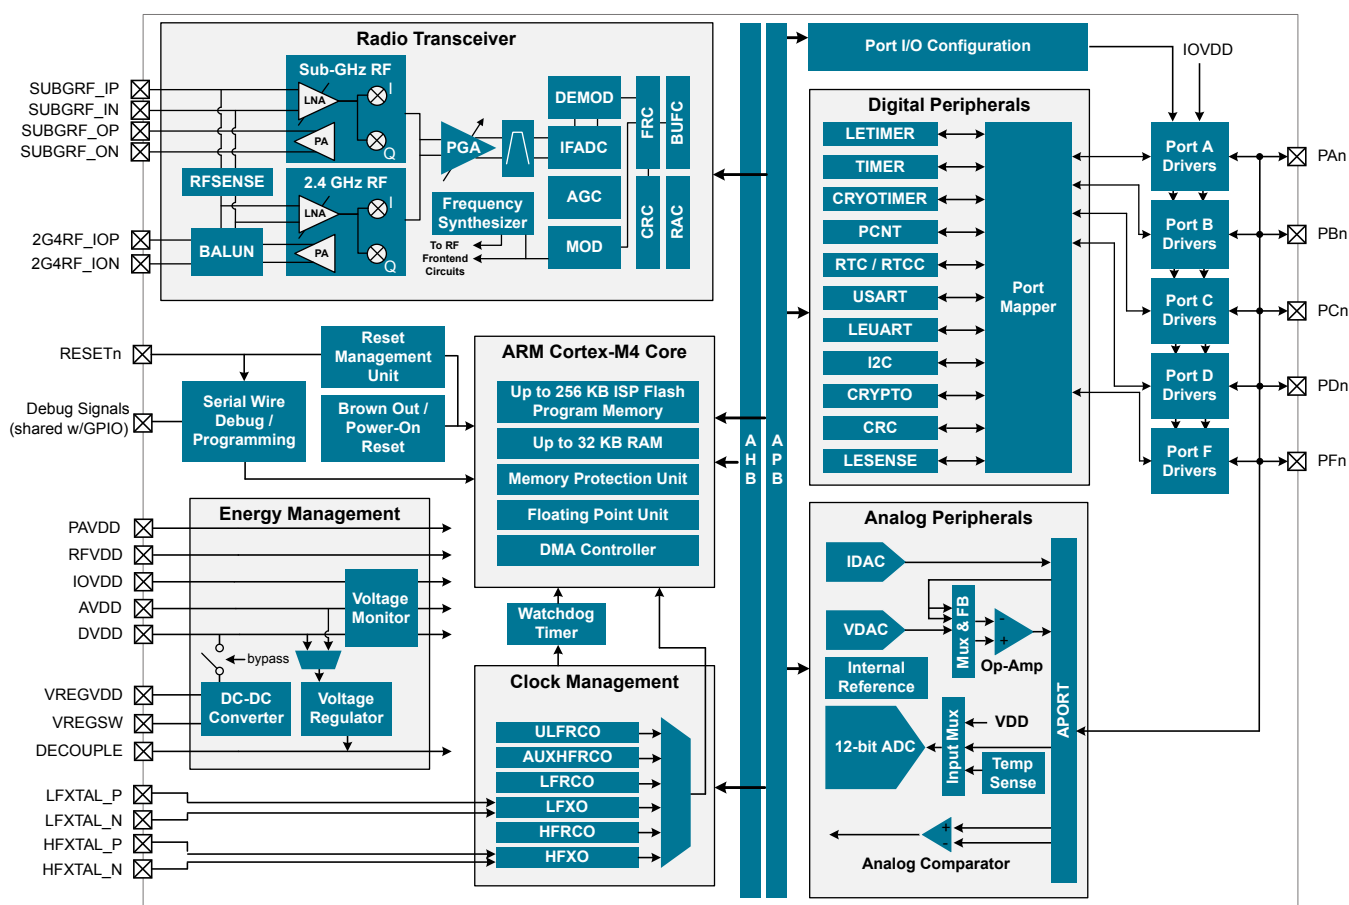 Radio Transceiver
SUBGRF_IP
SUBGRF_IN
SUBGRF_OP
SUBGRF_ON
2G4RF_IOP
2G4RF_ION
Sub-GHz RF
LNA
I
PA
Q
RFSENSE
2.4 GHz RF
LNA
I
PA
Q
BALUN
PGA
Frequency
Synthesizer
To RF
Frontend
Circuits
DEMOD
IFADC
AGC
MOD
FRC
BUFC
CRC
RAC
RESETn
Debug Signals
(shared w/GPIO)
Reset
Management
Unit
Serial Wire
Debug /
Programming
Brown Out /
Power-On
Reset
ARM Cortex-M4 Core
Up to 256 KB ISP Flash
Program Memory
Up to 32 KB RAM
Memory Protection Unit
Floating Point Unit
DMA Controller
Watchdog
Timer
Energy Management
PAVDD
RFVDD
IOVDD
AVDD
DVDD
VREGVDD
VREGSW
DECOUPLE
Voltage
Monitor
bypass
DC-DC
Converter
Voltage
Regulator
Clock Management
ULFRCO
AUXHFRCO
LFRCO
LFXO
HFRCO
HFXO
LFXTAL_P
LFXTAL_N
HFXTAL_P
HFXTAL_N
AHB
APB
Port I/O Configuration
IOVDD
Digital Peripherals
LETIMER
TIMER
CRYOTIMER
PCNT
RTC / RTCC
USART
LEUART
I2C
CRYPTO
CRC
LESENSE
Port
Mapper
Port A
Drivers
Port B
Drivers
Port C
Drivers
Port D
Drivers
Port F
Drivers
PAn
PBn
PCn
PDn
PFn
Analog Peripherals
IDAC
VDAC
Mux & FB
-
+
Op-Amp
Internal
Reference
12-bit ADC
Input Mux
VDD
Temp
Sense
APORT
+
-
Analog Comparator